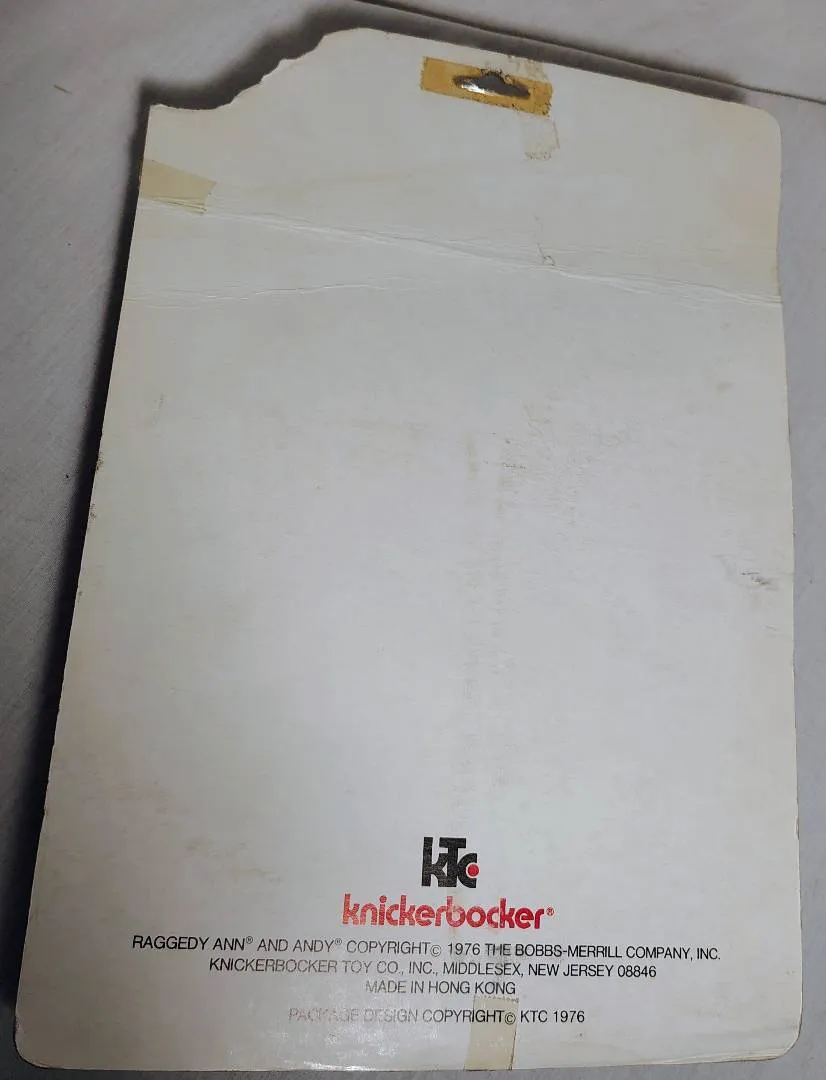 kTc
knickerbocker®
RAGGEDY ANN® AND ANDY® COPYRIGHT© 1976 THE BOBBS-MERRILL COMPANY, INC.
KNICKERBOCKER TOY CO., INC., MIDDLESEX, NEW JERSEY 08846
MADE IN HONG KONG
PACKAGE DESIGN COPYRIGHT© KTC 1976